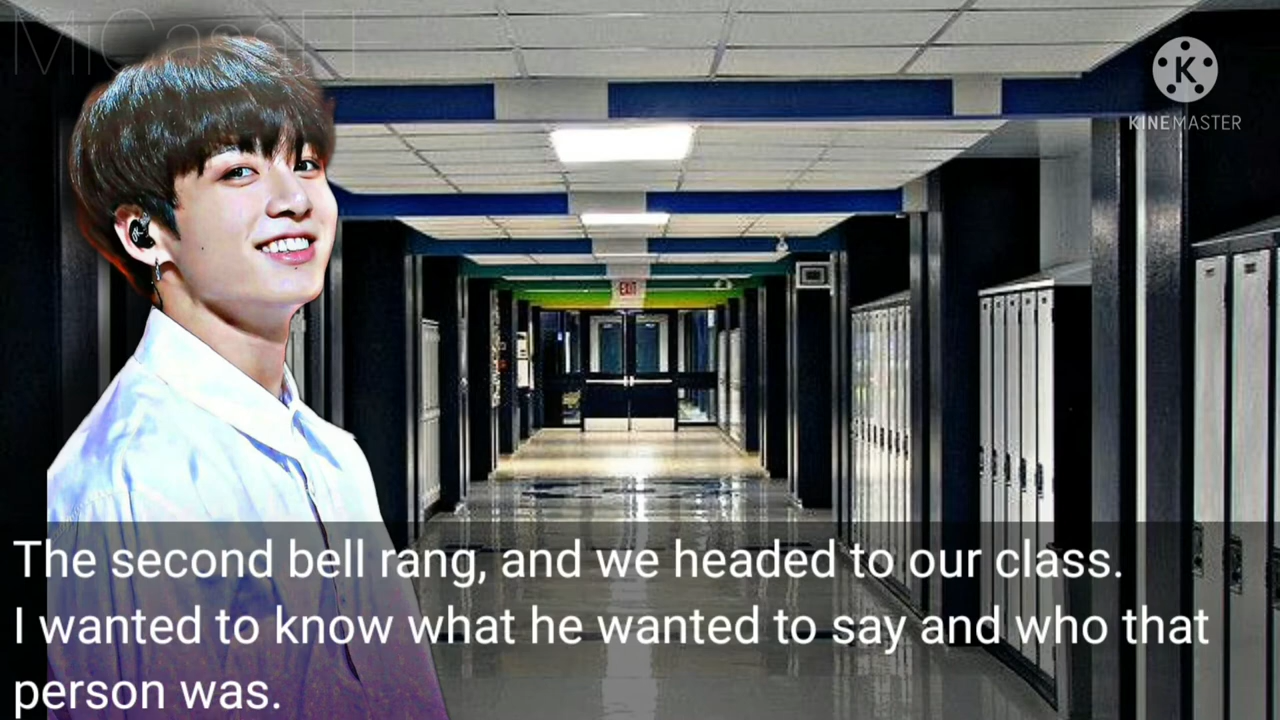 KINEMASTER
EXIT
The second bell rang, and we headed to our class.
I wanted to know what he wanted to say and who that
person was.